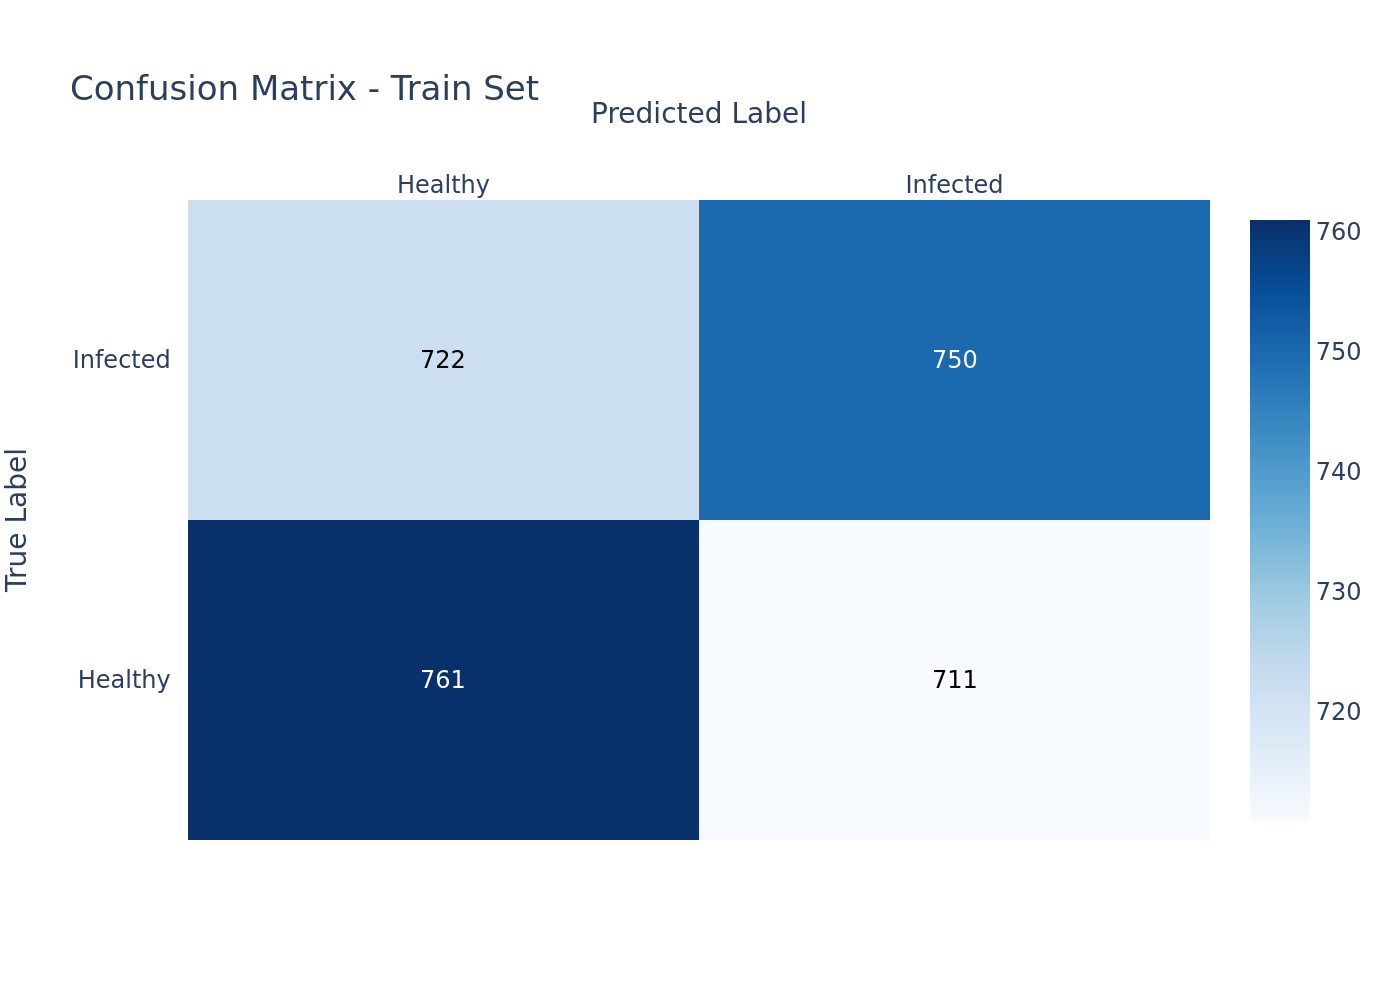 Confusion Matrix - Train Set
Predicted Label
Healthy Infected
Infected 722 750
Healthy 761 711
True Label
760
750
740
730
720